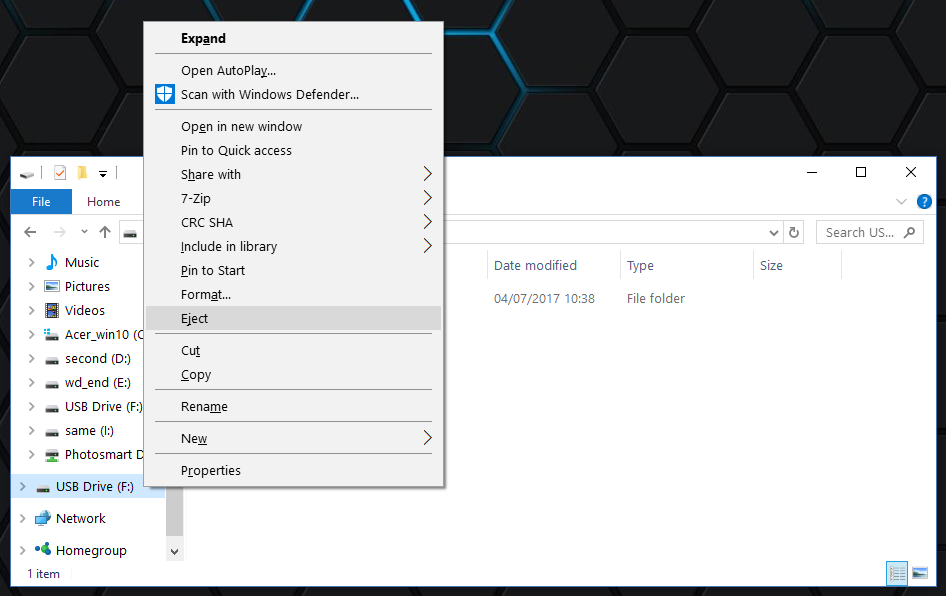 Expand
Open AutoPlay...
Scan with Windows Defender...
Open in new window
Pin to Quick access
Share with
7-Zip
CRC SHA
Include in library
Pin to Start
Format...
Eject
Cut
Copy
Rename
New
Properties
File
Home
Search US...
Date modified
Type
Size
04/07/2017 10:38
File folder
Music
Pictures
Videos
Acer_win10 (C
second (D:)
wd_end (E:)
USB Drive (F:)
same (I:)
Photosmart D
USB Drive (F:)
Network
Homegroup
1 item